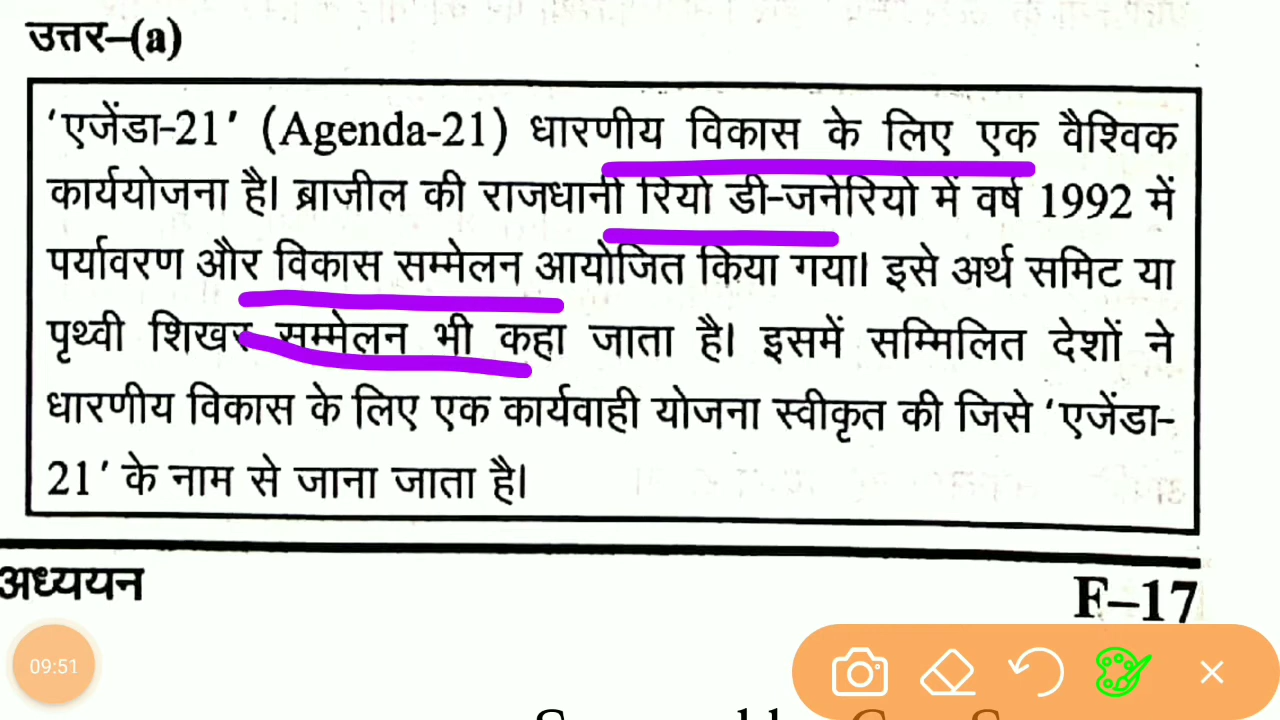 उत्तर–(a)
‘एजेंडा-21’ (Agenda-21) धारणीय विकास के लिए एक वैश्विक
कार्ययोजना है। ब्राजील की राजधानी रियो डी-जनेरियो में वर्ष 1992 में
पर्यावरण और विकास सम्मेलन आयोजित किया गया। इसे अर्थ समिट या
पृथ्वी शिखर सम्मेलन भी कहा जाता है। इसमें सम्मिलित देशों ने
धारणीय विकास के लिए एक कार्यवाही योजना स्वीकृत की जिसे ‘एजेंडा-
21’ के नाम से जाना जाता है।
अध्ययन
F–17
09:51